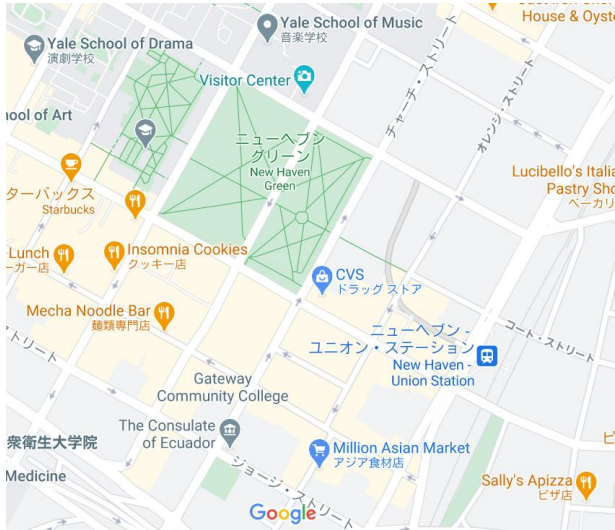 House & Oyste
Yale School of Music
音楽学校
Yale School of Drama
演劇学校
Visitor Center
チャーチ・ストリート
オレンジ・ストリート
hool of Art
ニューヘブン
グリーン
New Haven
Green
Lucibello's Italia
Pastry Sho
ベーカリ
ターバックス
Starbucks
Lunch
ーガー店
Insomnia Cookies
クッキー店
CVS
ドラッグ ストア
Mecha Noodle Bar
麺類専門店
ニューヘブン -
ユニオン・ステーション
New Haven -
Union Station
コート・ストリート
ストリート
Gateway
Community College
The Consulate
of Ecuador
衆衛生大学院
Medicine
Million Asian Market
アジア食材店
ジョージ・ストリート
Sally's Apizza
ピザ店
ピ
Google